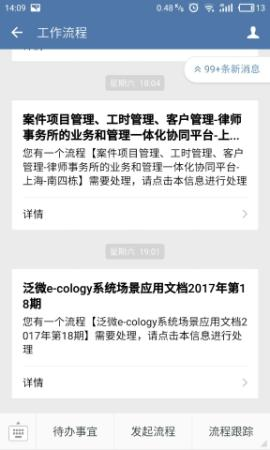 14:09
0.48 k/s
13
工作流程
99+条新消息
星期六 18:04
案件项目管理、工时管理、客户管理-律师
事务所的业务和管理一体化协同平台-上...
您有一个流程【案件项目管理、工时管理、客户
管理-律师事务所的业务和管理一体化协同平台-
上海-南四栋】需要处理，请点击本信息进行处理
详情
星期六 19:01
泛微e-cology系统场景应用文档2017年第1
8期
您有一个流程【泛微e-cology系统场景应用文档2
017年第18期】需要处理，请点击本信息进行处
理
详情
待办事宜
发起流程
流程跟踪